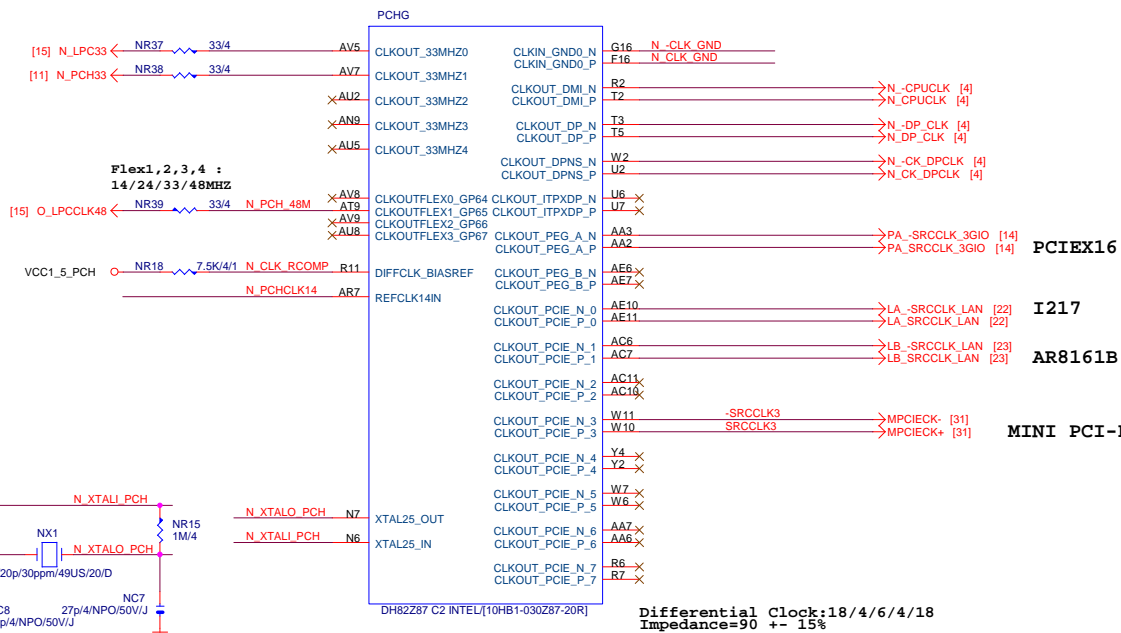 PCHG
[15] N_LPC33 NR37 33/4 AV5 CLKOUT_33MHZ0
[11] N_PCH33 NR38 33/4 AV7 CLKOUT_33MHZ1
AU2 CLKOUT_33MHZ2
AN9 CLKOUT_33MHZ3
AU5 CLKOUT_33MHZ4
Flex1,2,3,4 :
14/24/33/48MHZ
AV8 CLKOUTFLEX0_GP64
[15] O_LPCCLK48 NR39 33/4 N_PCH_48M AT9 CLKOUTFLEX1_GP65
AV9 CLKOUTFLEX2_GP66
AU8 CLKOUTFLEX3_GP67
VCC1_5_PCH NR18 7.5K/4/1 N_CLK_RCOMP R11 DIFFCLK_BIASREF
N_PCHCLK14 AR7 REFCLK14IN
N_XTALO_PCH N7 XTAL25_OUT
N_XTALI_PCH N6 XTAL25_IN
CLKIN_GND0_N G16 N_-CLK_GND
CLKIN_GND0_P F16 N_CLK_GND
CLKOUT_DMI_N R2 N_-CPUCLK [4]
CLKOUT_DMI_P T2 N_CPUCLK [4]
CLKOUT_DP_N T3 N_-DP_CLK [4]
CLKOUT_DP_P T5 N_DP_CLK [4]
CLKOUT_DPNS_N W2 N_-CK_DPCLK [4]
CLKOUT_DPNS_P U2 N_CK_DPCLK [4]
CLKOUT_ITPXDP_N U6
CLKOUT_ITPXDP_P U7
CLKOUT_PEG_A_N AA3 PA_-SRCCLK_3GIO [14]
CLKOUT_PEG_A_P AA2 PA_SRCCLK_3GIO [14]
PCIEX16
CLKOUT_PEG_B_N AE6
CLKOUT_PEG_B_P AE7
CLKOUT_PCIE_N_0 AE10 LA_-SRCCLK_LAN [22]
CLKOUT_PCIE_P_0 AE11 LA_SRCCLK_LAN [22]
I217
CLKOUT_PCIE_N_1 AC6 LB_-SRCCLK_LAN [23]
CLKOUT_PCIE_P_1 AC7 LB_SRCCLK_LAN [23]
AR8161B
CLKOUT_PCIE_N_2 AC11
CLKOUT_PCIE_P_2 AC10
CLKOUT_PCIE_N_3 W11 -SRCCLK3 MPCIECK- [31]
CLKOUT_PCIE_P_3 W10 SRCCLK3 MPCIECK+ [31]
MINI PCI-
CLKOUT_PCIE_N_4 Y4
CLKOUT_PCIE_P_4 Y2
CLKOUT_PCIE_N_5 W7
CLKOUT_PCIE_P_5 W6
CLKOUT_PCIE_N_6 AA7
CLKOUT_PCIE_P_6 AA6
CLKOUT_PCIE_N_7 R6
CLKOUT_PCIE_P_7 R7
N_XTALI_PCH
NR15
1M/4
NX1
N_XTALO_PCH
20p/30ppm/49US/20/D
NC7
27p/4/NPO/50V/J
C8
p/4/NPO/50V/J
DH82Z87 C2 INTEL/[10HB1-030Z87-20R]
Differential Clock:18/4/6/4/18
Impedance=90 +- 15%